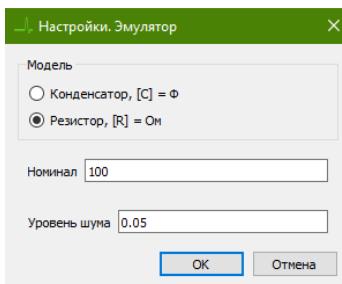 Настройки. Эмулятор
Модель
Конденсатор, [C] = Ф
Резистор, [R] = Ом
Номинал 100
Уровень шума 0.05
OK Отмена